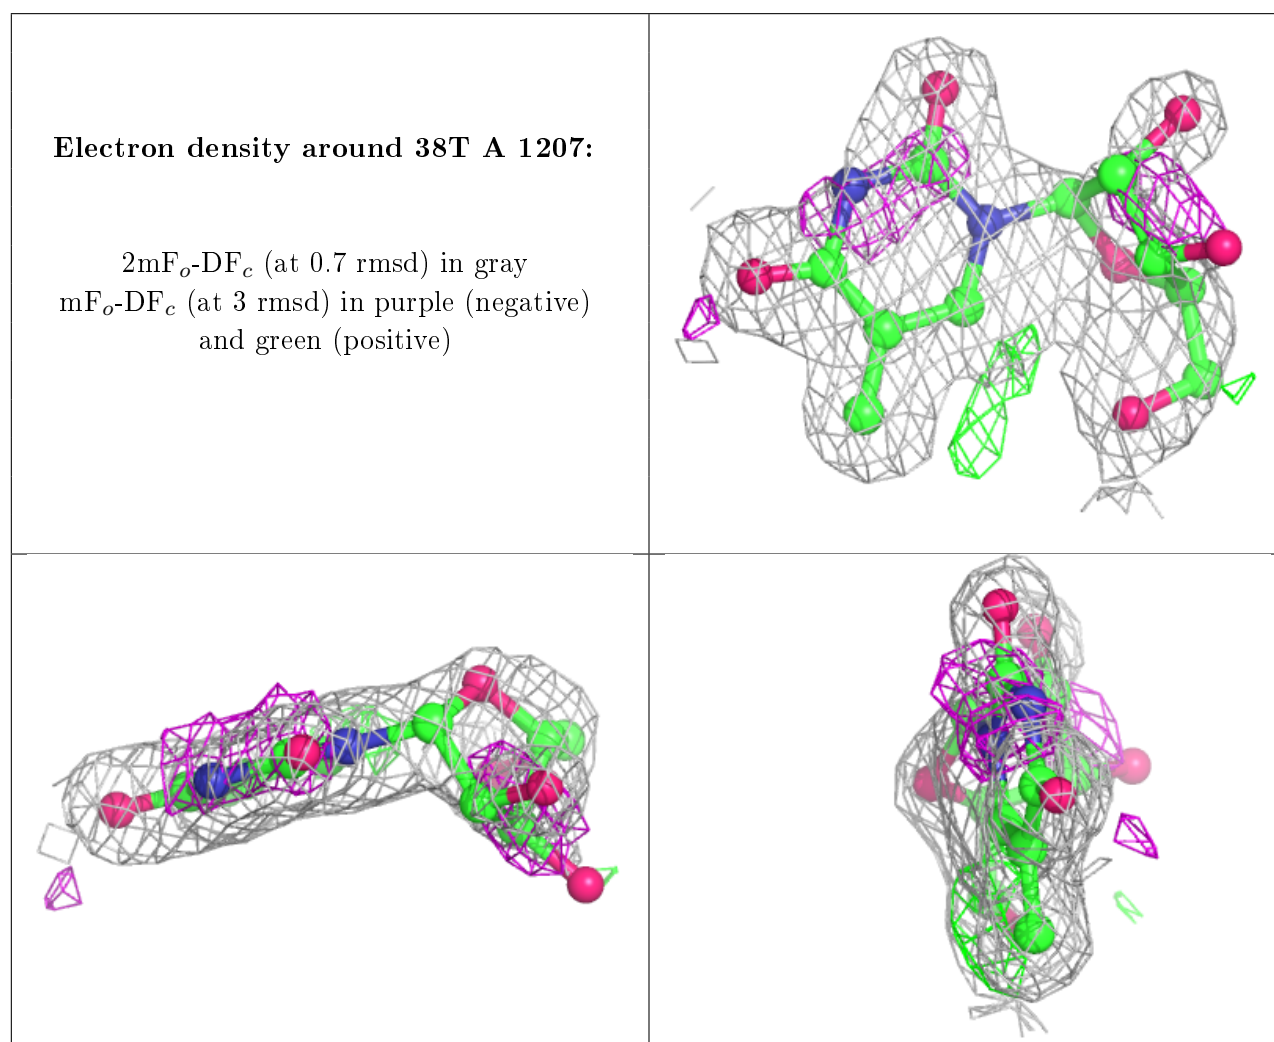 Electron density around 38T A 1207:
2mFo-DFc (at 0.7 rmsd) in gray
mFo-DFc (at 3 rmsd) in purple (negative)
and green (positive)